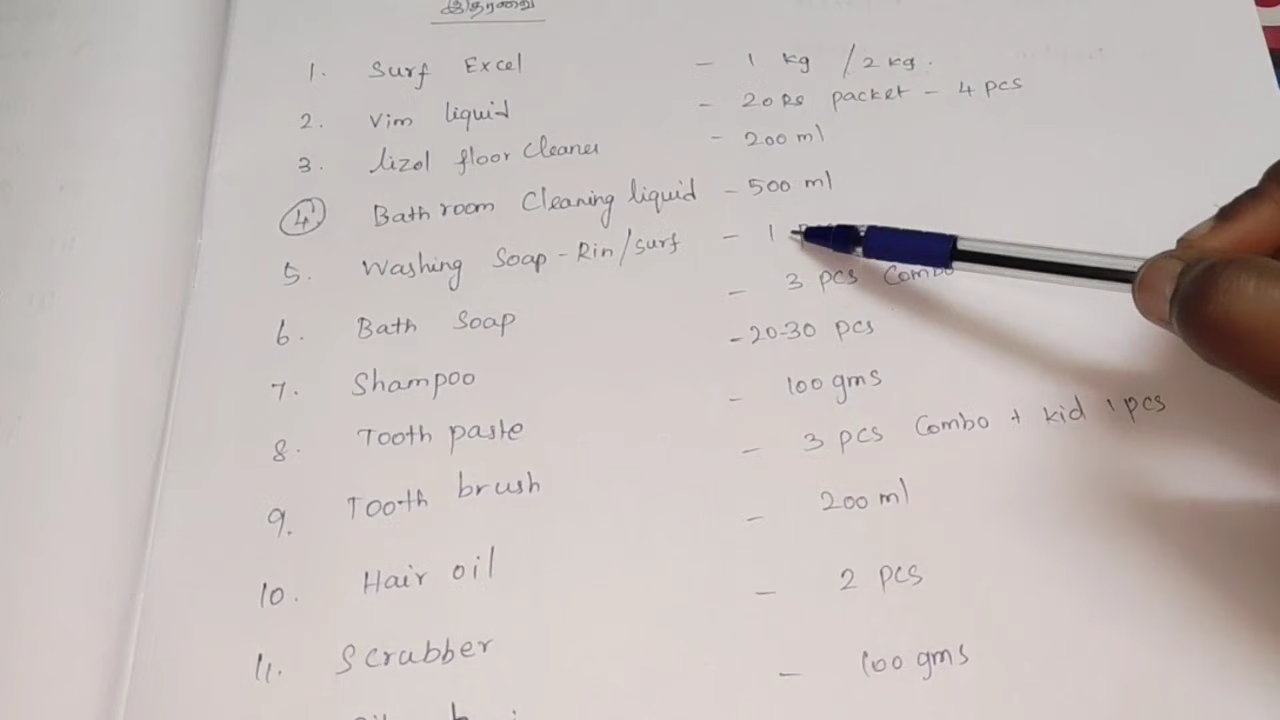 இதரவை
1. Surf Excel - 1 kg / 2 kg.
2. Vim liquid - 20 Rs packet - 4 pcs
3. lizol floor Cleaner - 200 ml
4. Bathroom Cleaning liquid - 500 ml
5. Washing Soap - Rin/surf - 1
6. Bath Soap - 3 pcs Combo
7. Shampoo - 20-30 pcs
8. Tooth paste - 100 gms
9. Tooth brush - 3 pcs Combo + kid 1 pcs
10. Hair oil - 200 ml
11. Scrubber - 2 pcs
- 100 gms